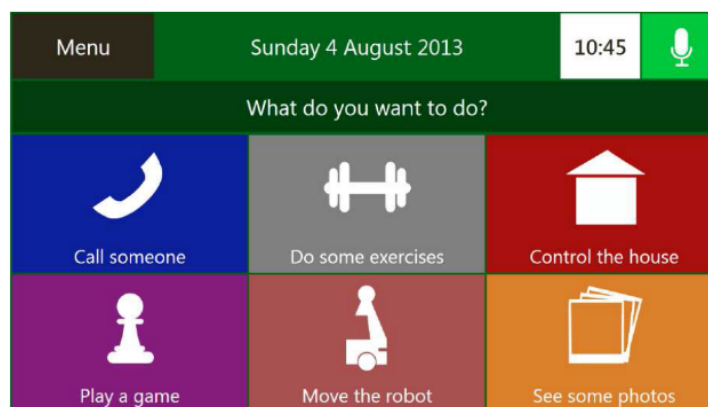 Menu
Sunday 4 August 2013
10:45
What do you want to do?
Call someone
Do some exercises
Control the house
Play a game
Move the robot
See some photos